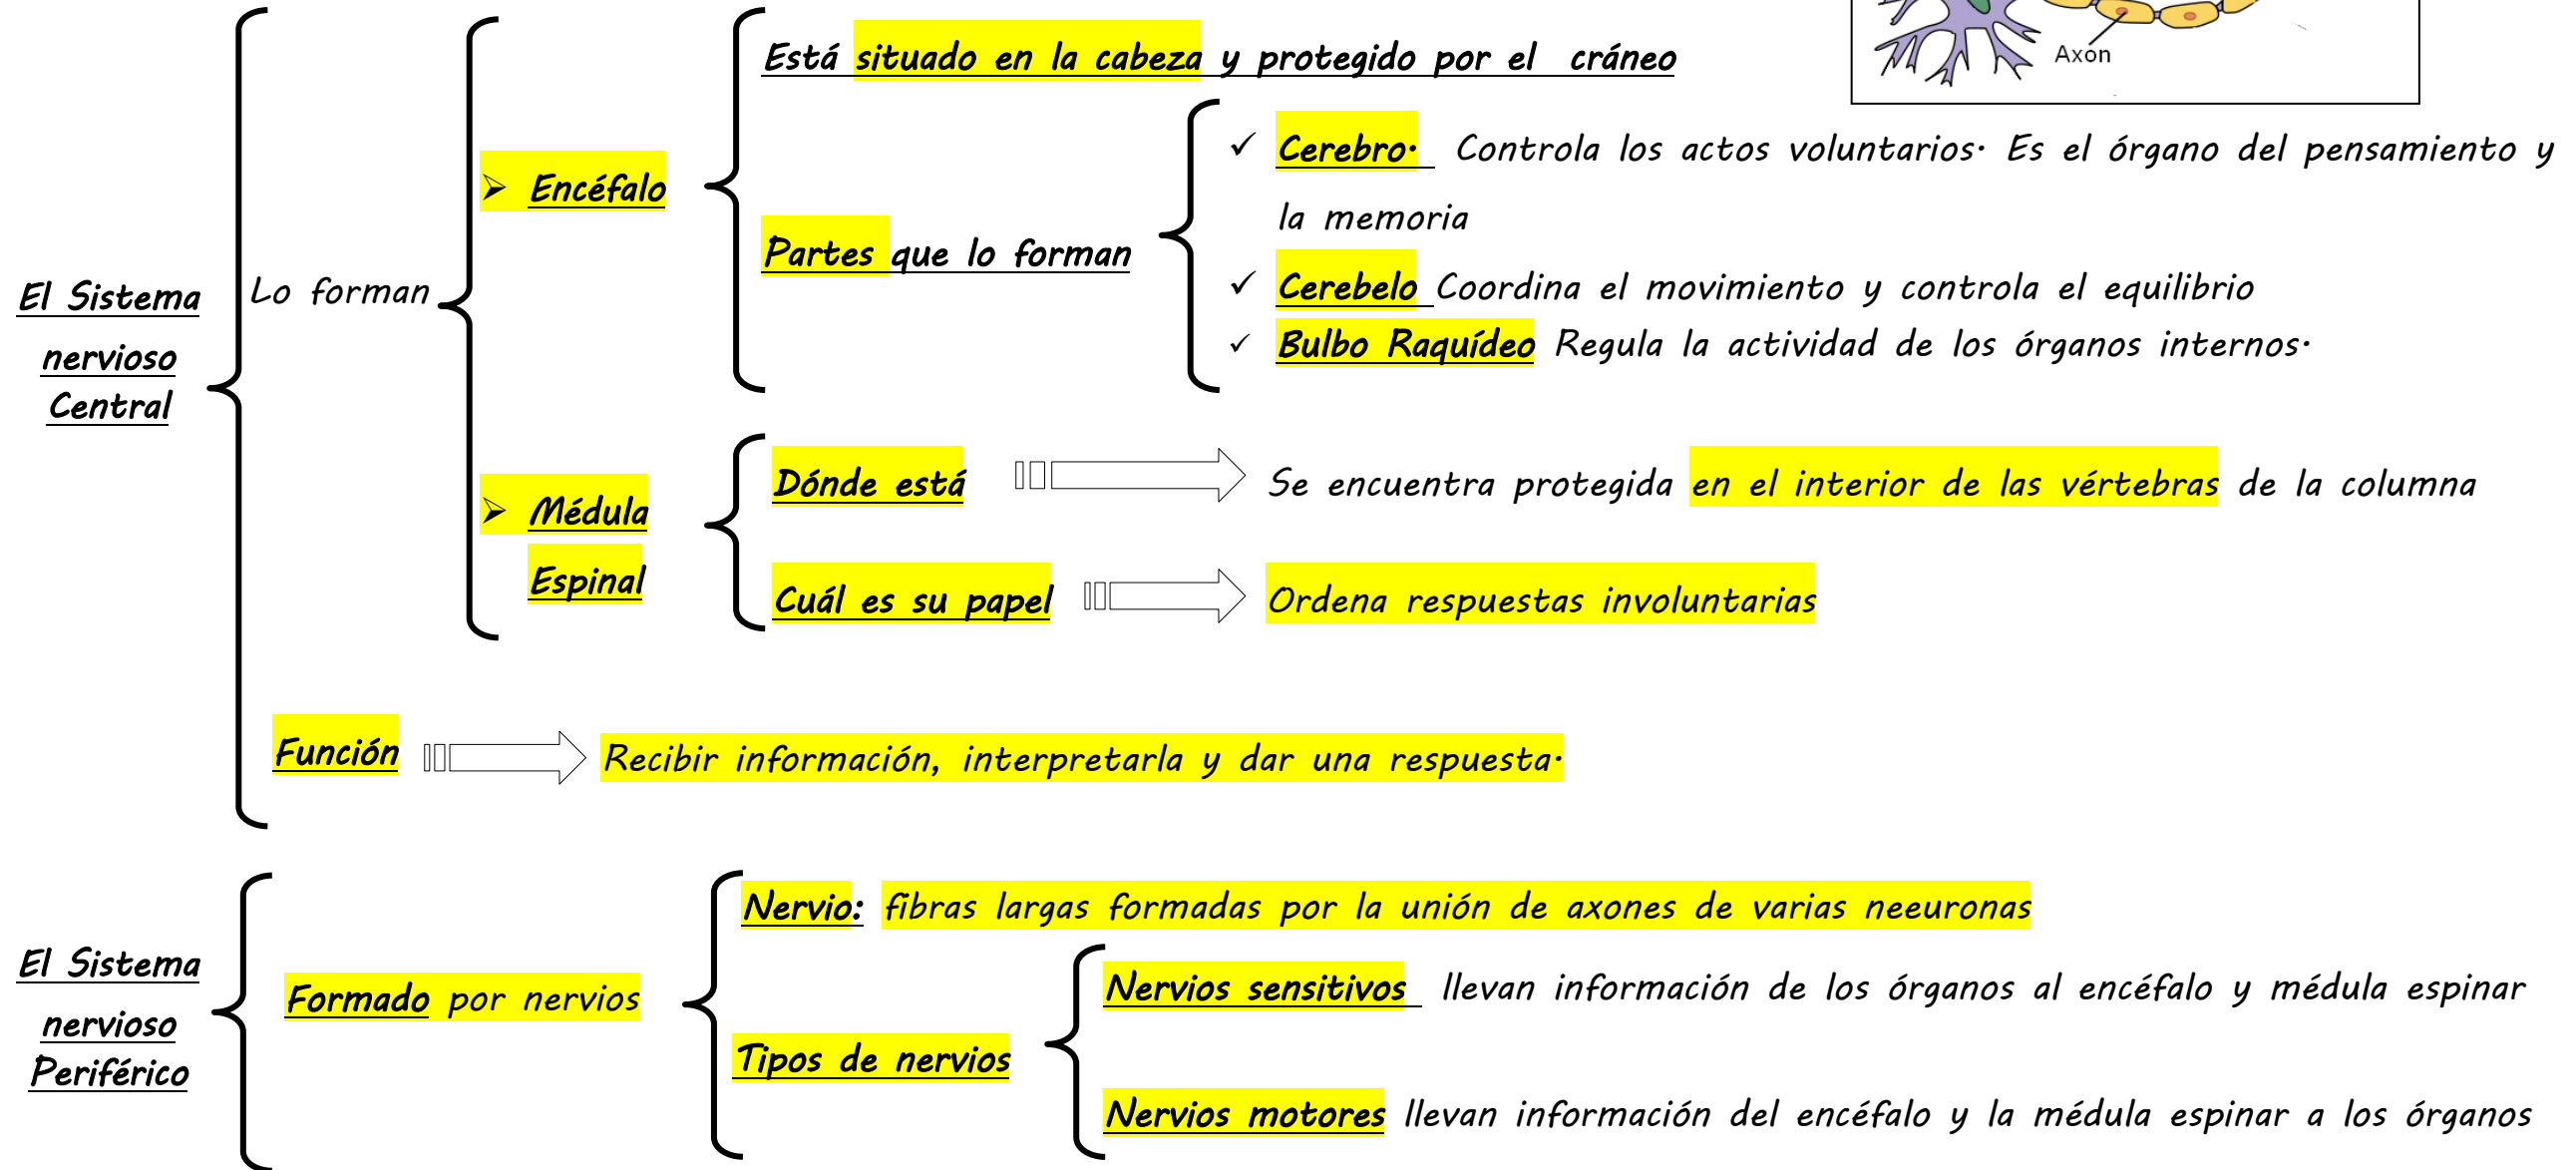 Axon
El Sistema
nervioso
Central
Lo forman
➢ Encéfalo
Está situado en la cabeza y protegido por el cráneo
Partes que lo forman
✓ Cerebro. Controla los actos voluntarios. Es el órgano del pensamiento y
la memoria
✓ Cerebelo Coordina el movimiento y controla el equilibrio
✓ Bulbo Raquídeo Regula la actividad de los órganos internos.
➢ Médula
Espinal
Dónde está
Se encuentra protegida en el interior de las vértebras de la columna
Cuál es su papel
Ordena respuestas involuntarias
Función
Recibir información, interpretarla y dar una respuesta.
El Sistema
nervioso
Periférico
Formado por nervios
Nervio: fibras largas formadas por la unión de axones de varias neeuronas
Tipos de nervios
Nervios sensitivos llevan información de los órganos al encéfalo y médula espinar
Nervios motores llevan información del encéfalo y la médula espinar a los órganos